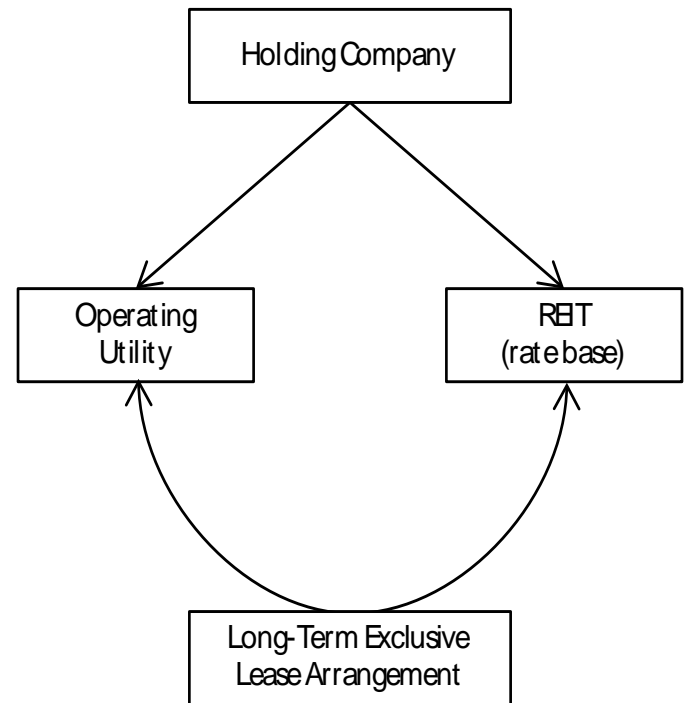 Holding Company
Operating
Utility
REIT
(rate base)
Long-Term Exclusive
Lease Arrangement